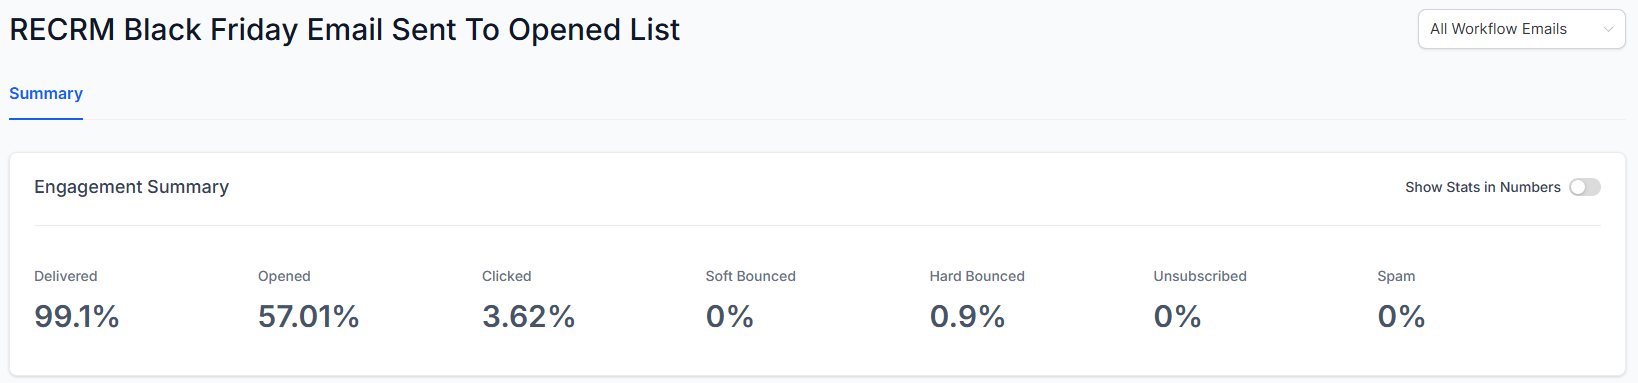 RECRM Black Friday Email Sent To Opened List
All Workflow Emails
Summary
Engagement Summary
Show Stats in Numbers
Delivered
99.1%
Opened
57.01%
Clicked
3.62%
Soft Bounced
0%
Hard Bounced
0.9%
Unsubscribed
0%
Spam
0%